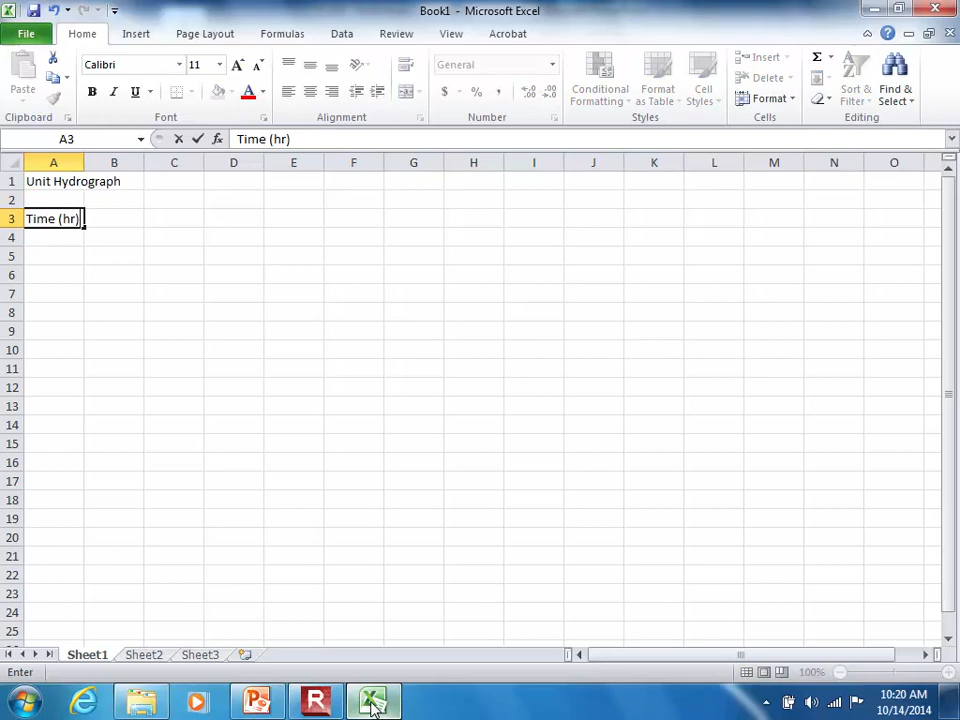 Book1 - Microsoft Excel
File Home Insert Page Layout Formulas Data Review View Acrobat
Paste
Calibri 11
General
B I U A
$ % ,
Conditional Formatting
Format as Table
Cell Styles
Insert
Delete
Format
Σ
Sort & Filter
Find & Select
Clipboard Font Alignment Number Styles Cells Editing
A3 fx Time (hr)
A B C D E F G H I J K L M N O
1 Unit Hydrograph
2
3 Time (hr)
4
5
6
7
8
9
10
11
12
13
14
15
16
17
18
19
20
21
22
23
24
25
Sheet1 Sheet2 Sheet3
Enter 100%
10:20 AM
10/14/2014